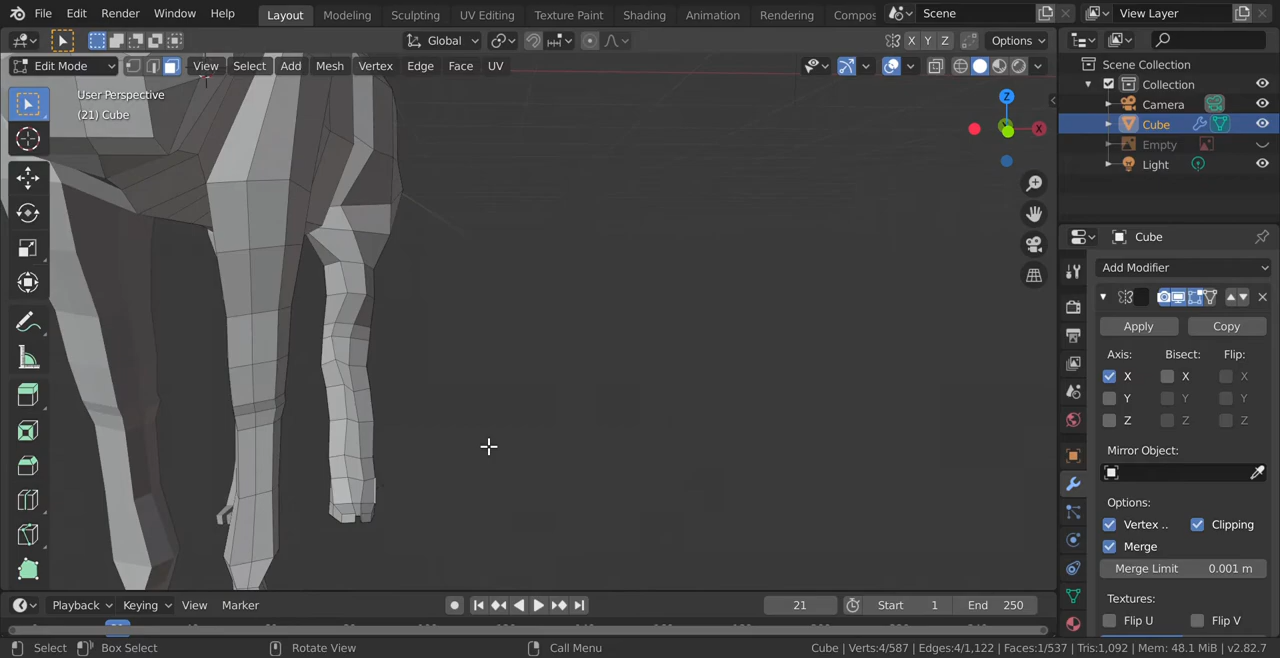 File Edit Render Window Help Layout Modeling Sculpting UV Editing Texture Paint Shading Animation Rendering Compos Scene View Layer
Global X Y Z Options
Edit Mode View Select Add Mesh Vertex Edge Face UV
User Perspective
(21) Cube
Z
X
Scene Collection
Collection
Camera
Cube
Empty
Light
Cube
Add Modifier
Apply Copy
Axis: Bisect: Flip:
X X X
Y Y Y
Z Z Z
Mirror Object:
Options:
Vertex .. Clipping
Merge
Merge Limit 0.001 m
Textures:
Flip U Flip V
Playback Keying View Marker 21 Start 1 End 250
Select Box Select Rotate View Call Menu Cube | Verts:4/587 | Edges:4/1,122 | Faces:1/537 | Tris:1,092 | Mem: 48.1 MiB | v2.82.7